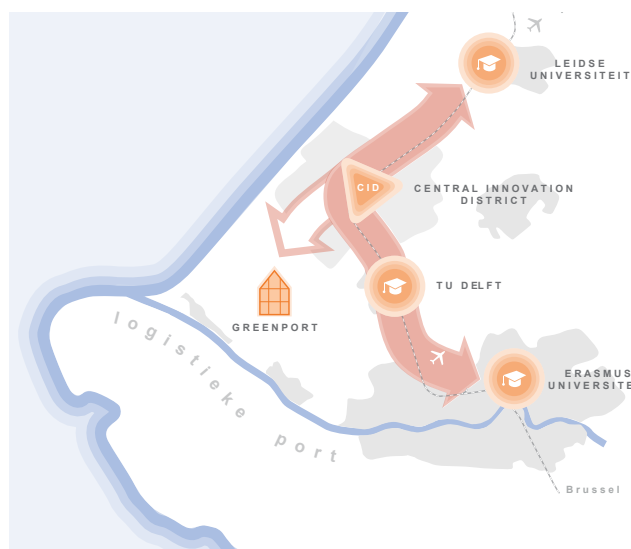 LEIDSE
UNIVERSITEIT
CID
CENTRAL INNOVATION
DISTRICT
TU DELFT
GREENPORT
logistieke port
ERASMUS
UNIVERSITE
Brussel